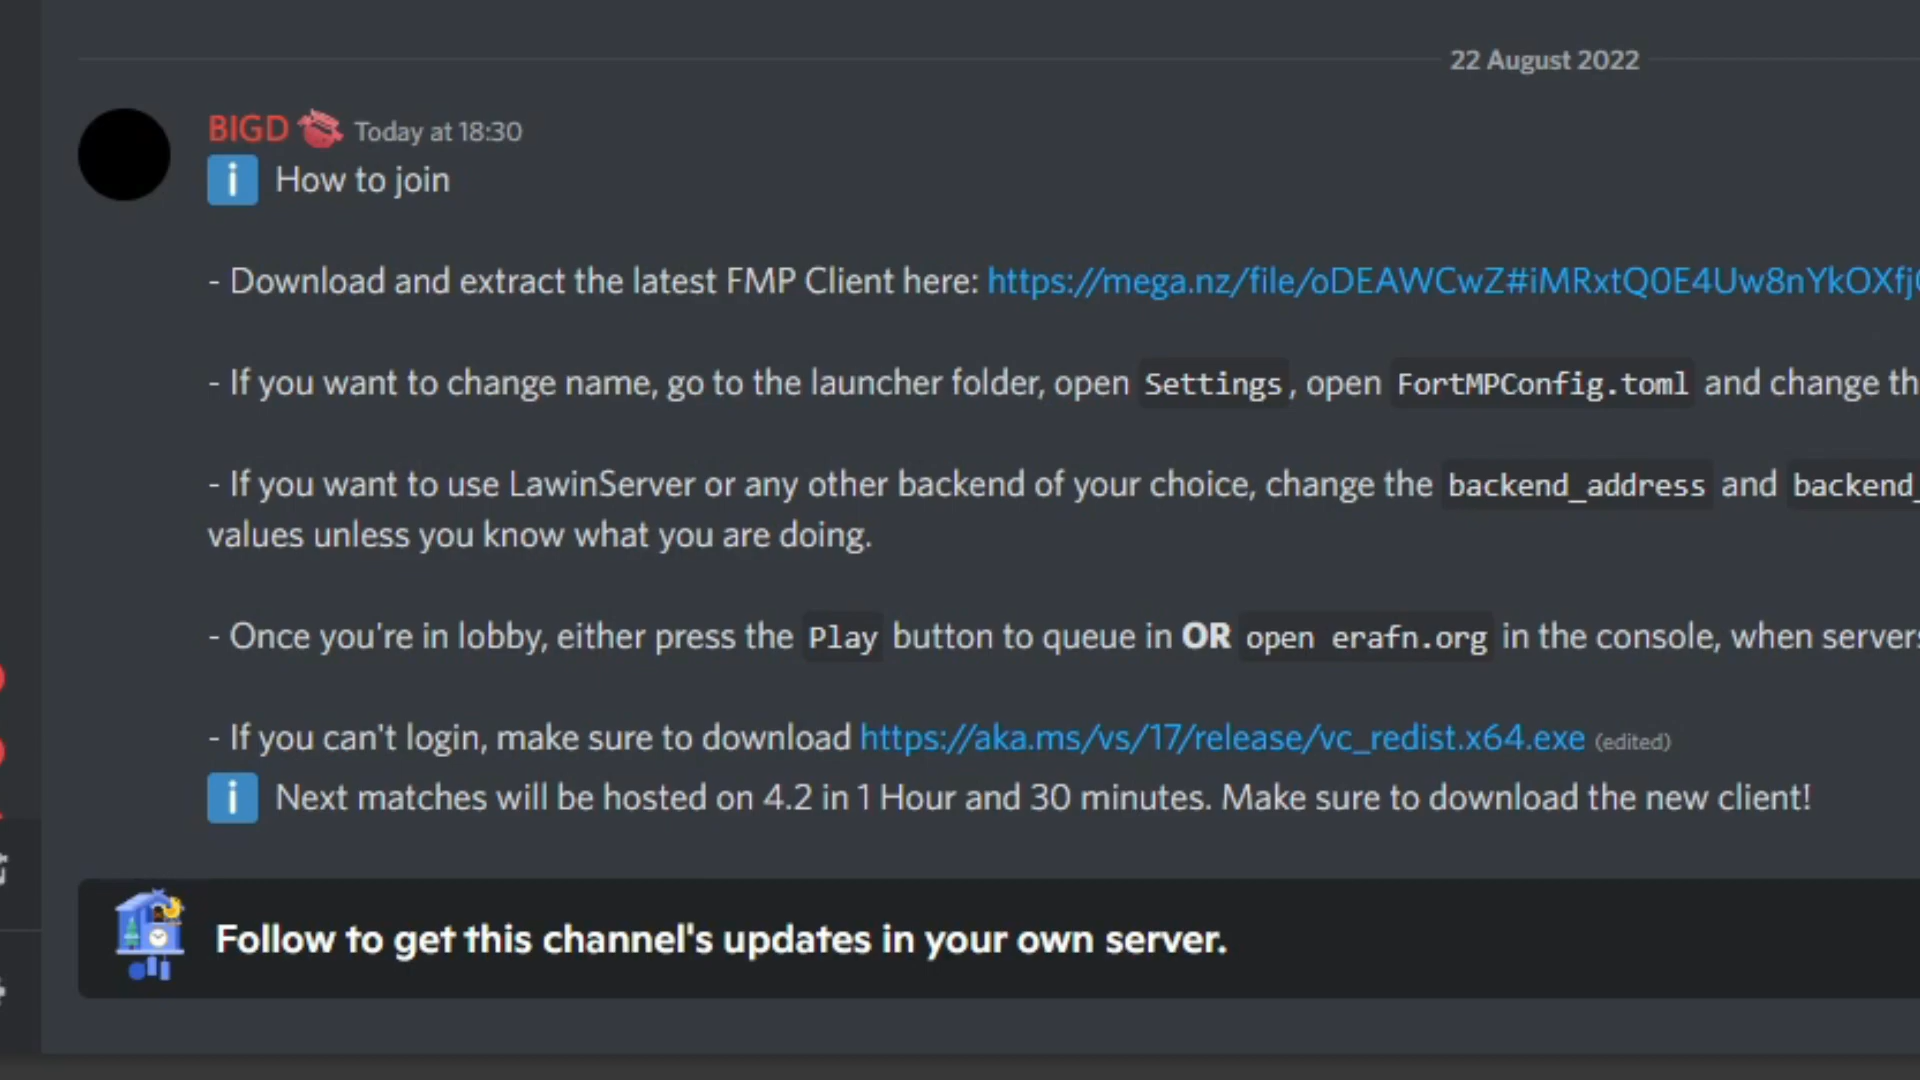 22 August 2022
BIGD Today at 18:30
How to join
- Download and extract the latest FMP Client here: https://mega.nz/file/oDEAWCwZ#iMRxtQ0E4Uw8nYkOXfj
- If you want to change name, go to the launcher folder, open Settings, open FortMPConfig.toml and change th
- If you want to use LawinServer or any other backend of your choice, change the backend_address and backend_
values unless you know what you are doing.
- Once you're in lobby, either press the Play button to queue in OR open erafn.org in the console, when servers
- If you can't login, make sure to download https://aka.ms/vs/17/release/vc_redist.x64.exe (edited)
Next matches will be hosted on 4.2 in 1 Hour and 30 minutes. Make sure to download the new client!
Follow to get this channel's updates in your own server.